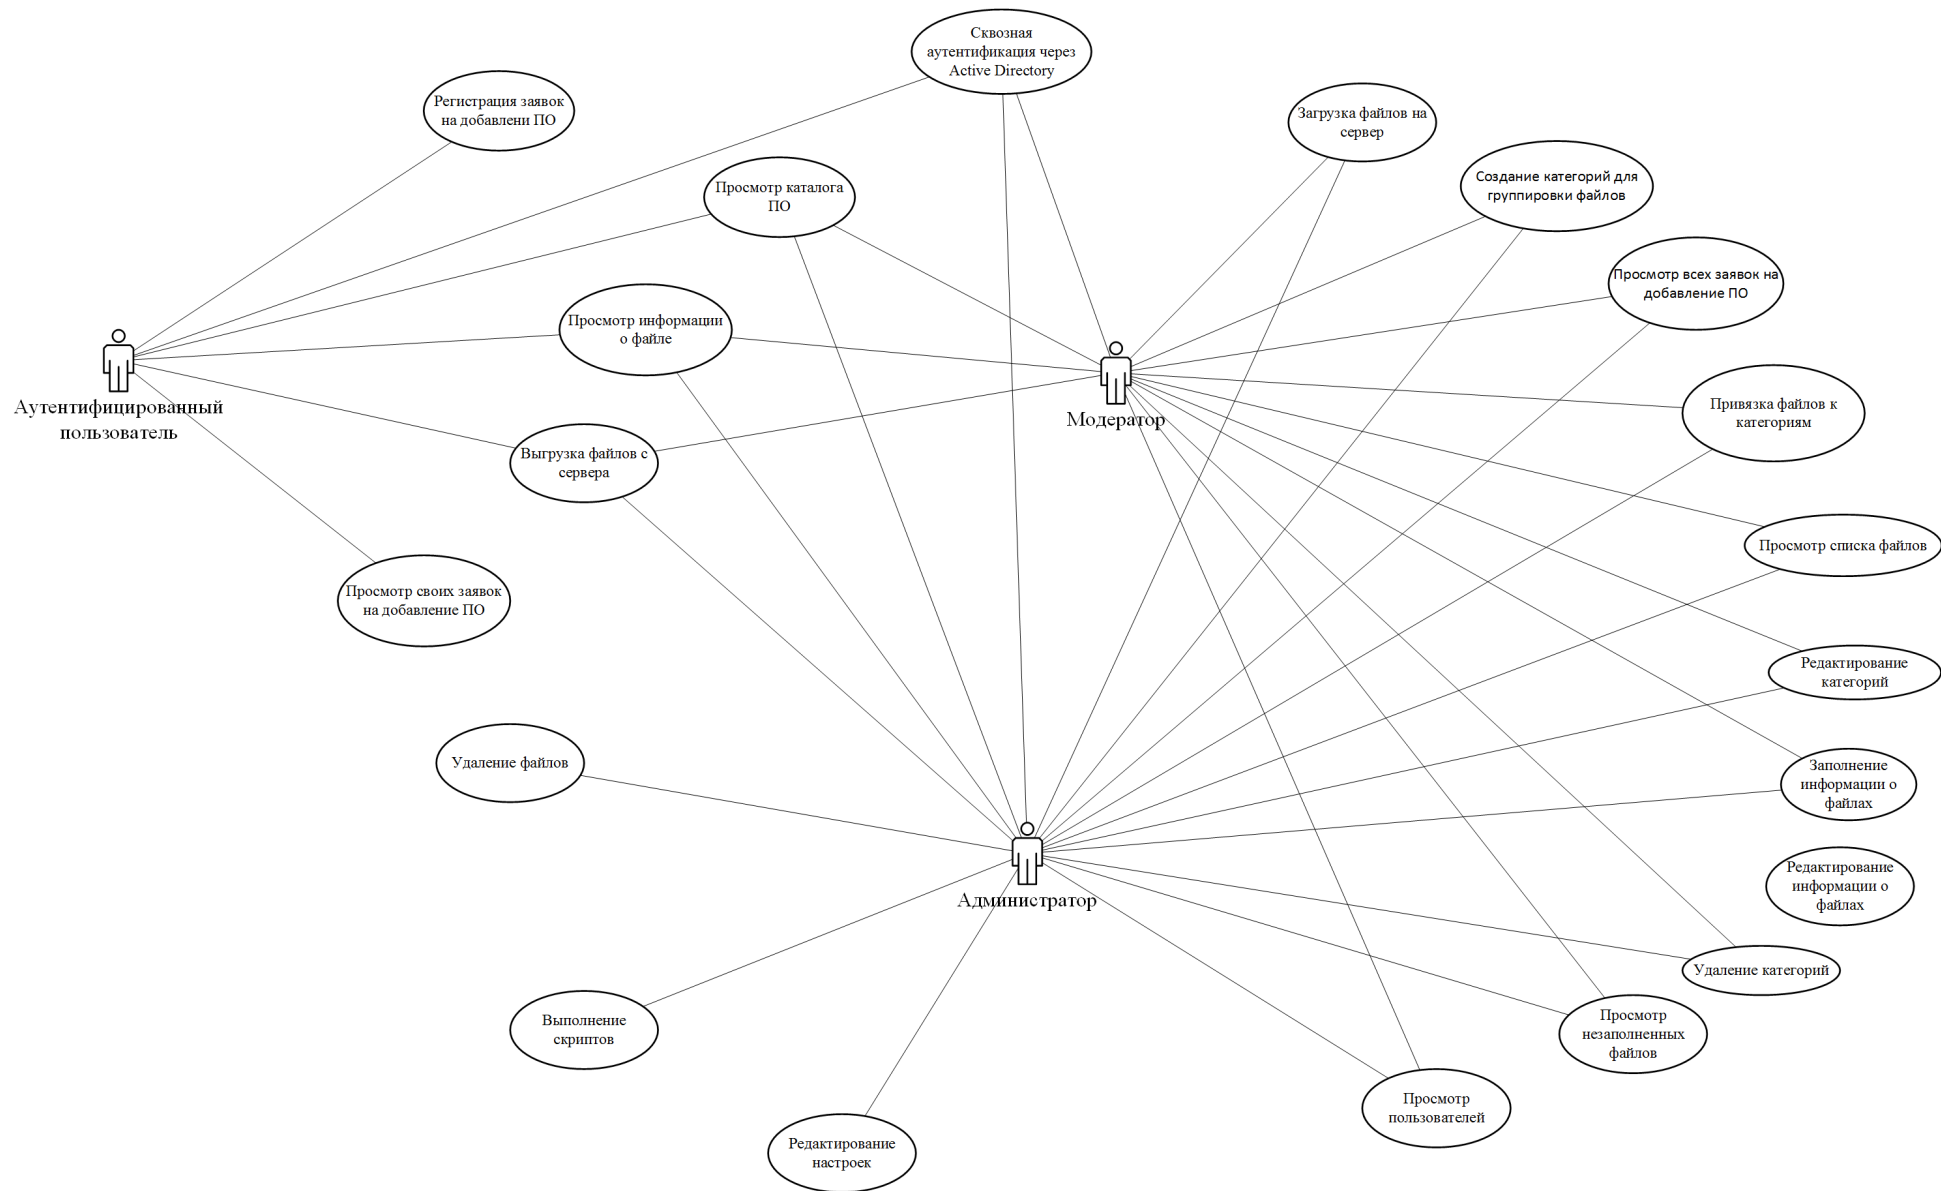 Сквозная
аутентификация через
Active Directory
Регистрация заявок
на добавлени ПО
Загрузка файлов на
сервер
Просмотр каталога
ПО
Создание категорий для
группировки файлов
Просмотр всех заявок на
добавление ПО
Просмотр информации
о файле
Аутентифицированный
пользователь
Модератор
Привязка файлов к
категориям
Выгрузка файлов с
сервера
Просмотр списка файлов
Просмотр своих заявок
на добавление ПО
Редактирование
категорий
Удаление файлов
Заполнение
информации о
файлах
Администратор
Редактирование
информации о
файлах
Удаление категорий
Выполнение
скриптов
Просмотр
незаполненных
файлов
Просмотр
пользователей
Редактирование
настроек